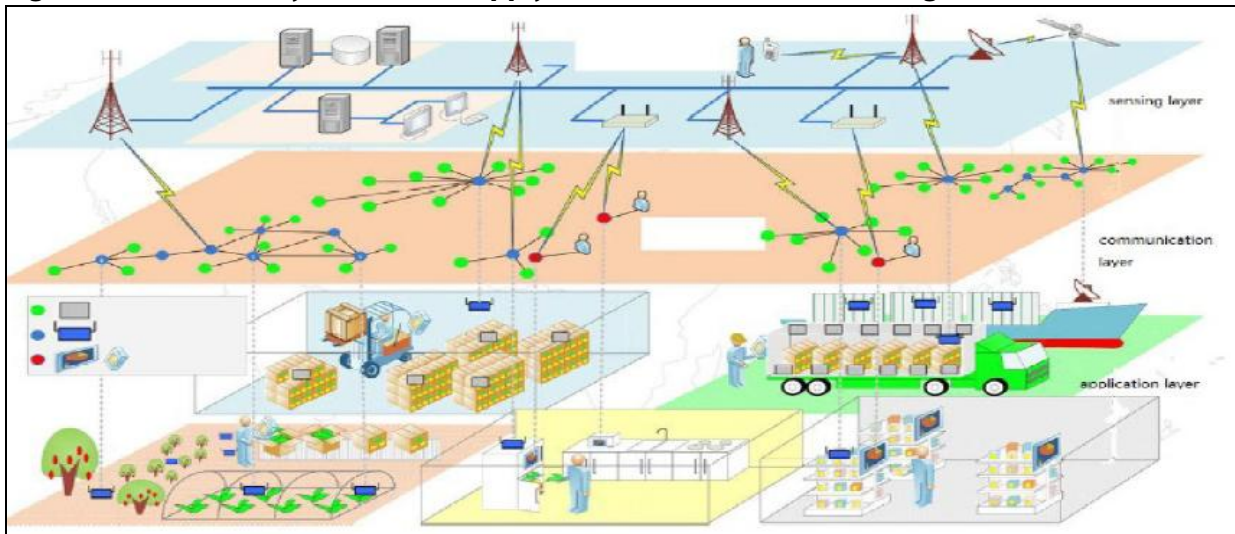 sensing layer
communication
layer
application layer